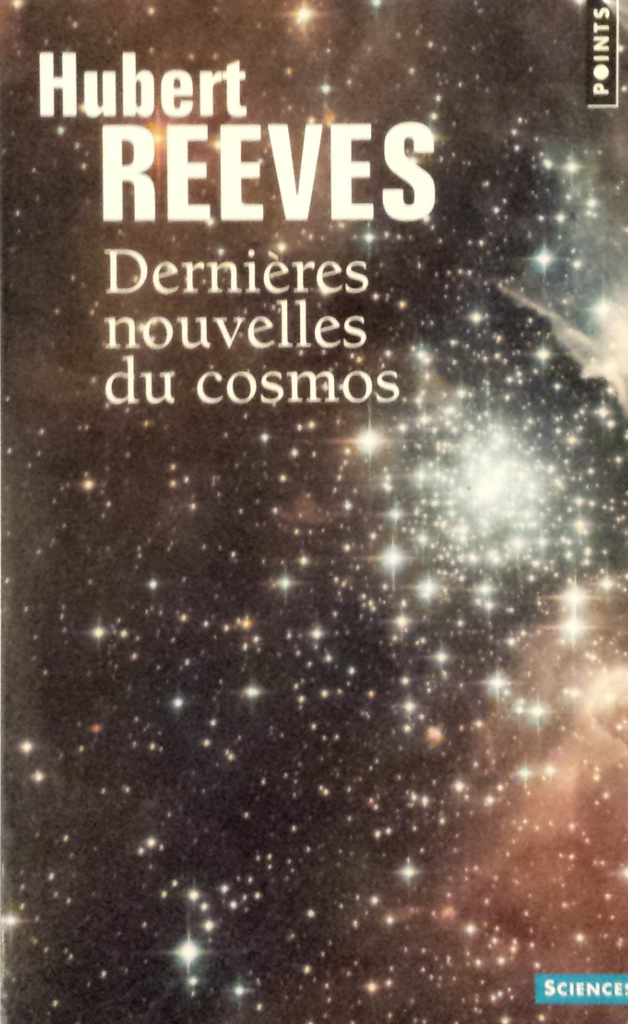 POINTS
Hubert
REEVES
Dernières
nouvelles
du cosmos
SCIENCES